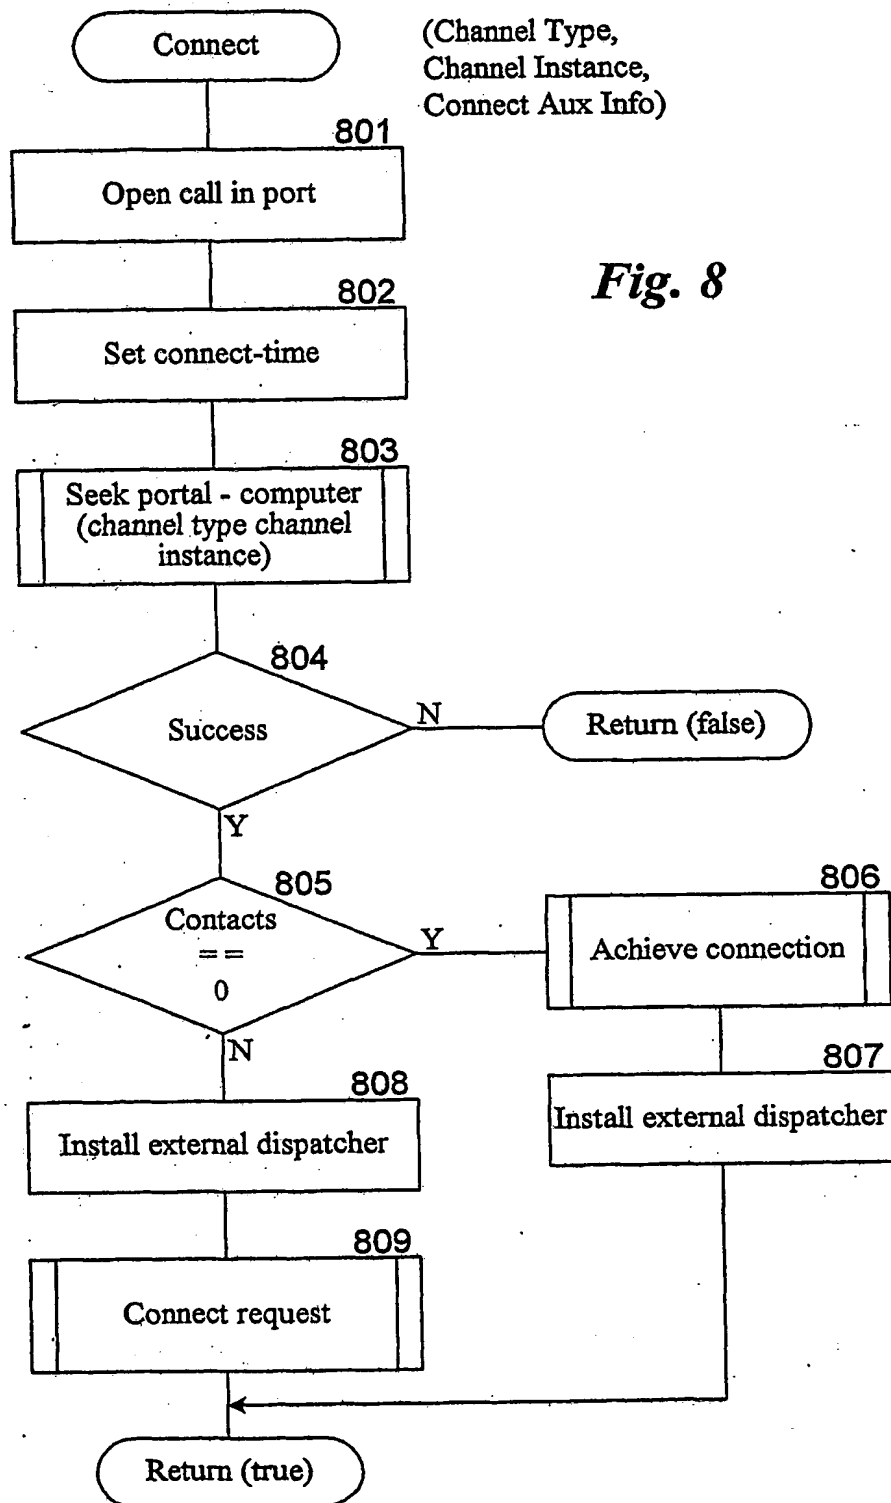 Connect
(Channel Type,
Channel Instance,
Connect Aux Info)
801
Open call in port
Fig. 8
802
Set connect-time
803
Seek portal - computer
(channel type channel
instance)
804
Success
N
Return (false)
Y
805
Contacts
==
0
Y
806
Achieve connection
N
807
Install external dispatcher
808
Install external dispatcher
809
Connect request
Return (true)